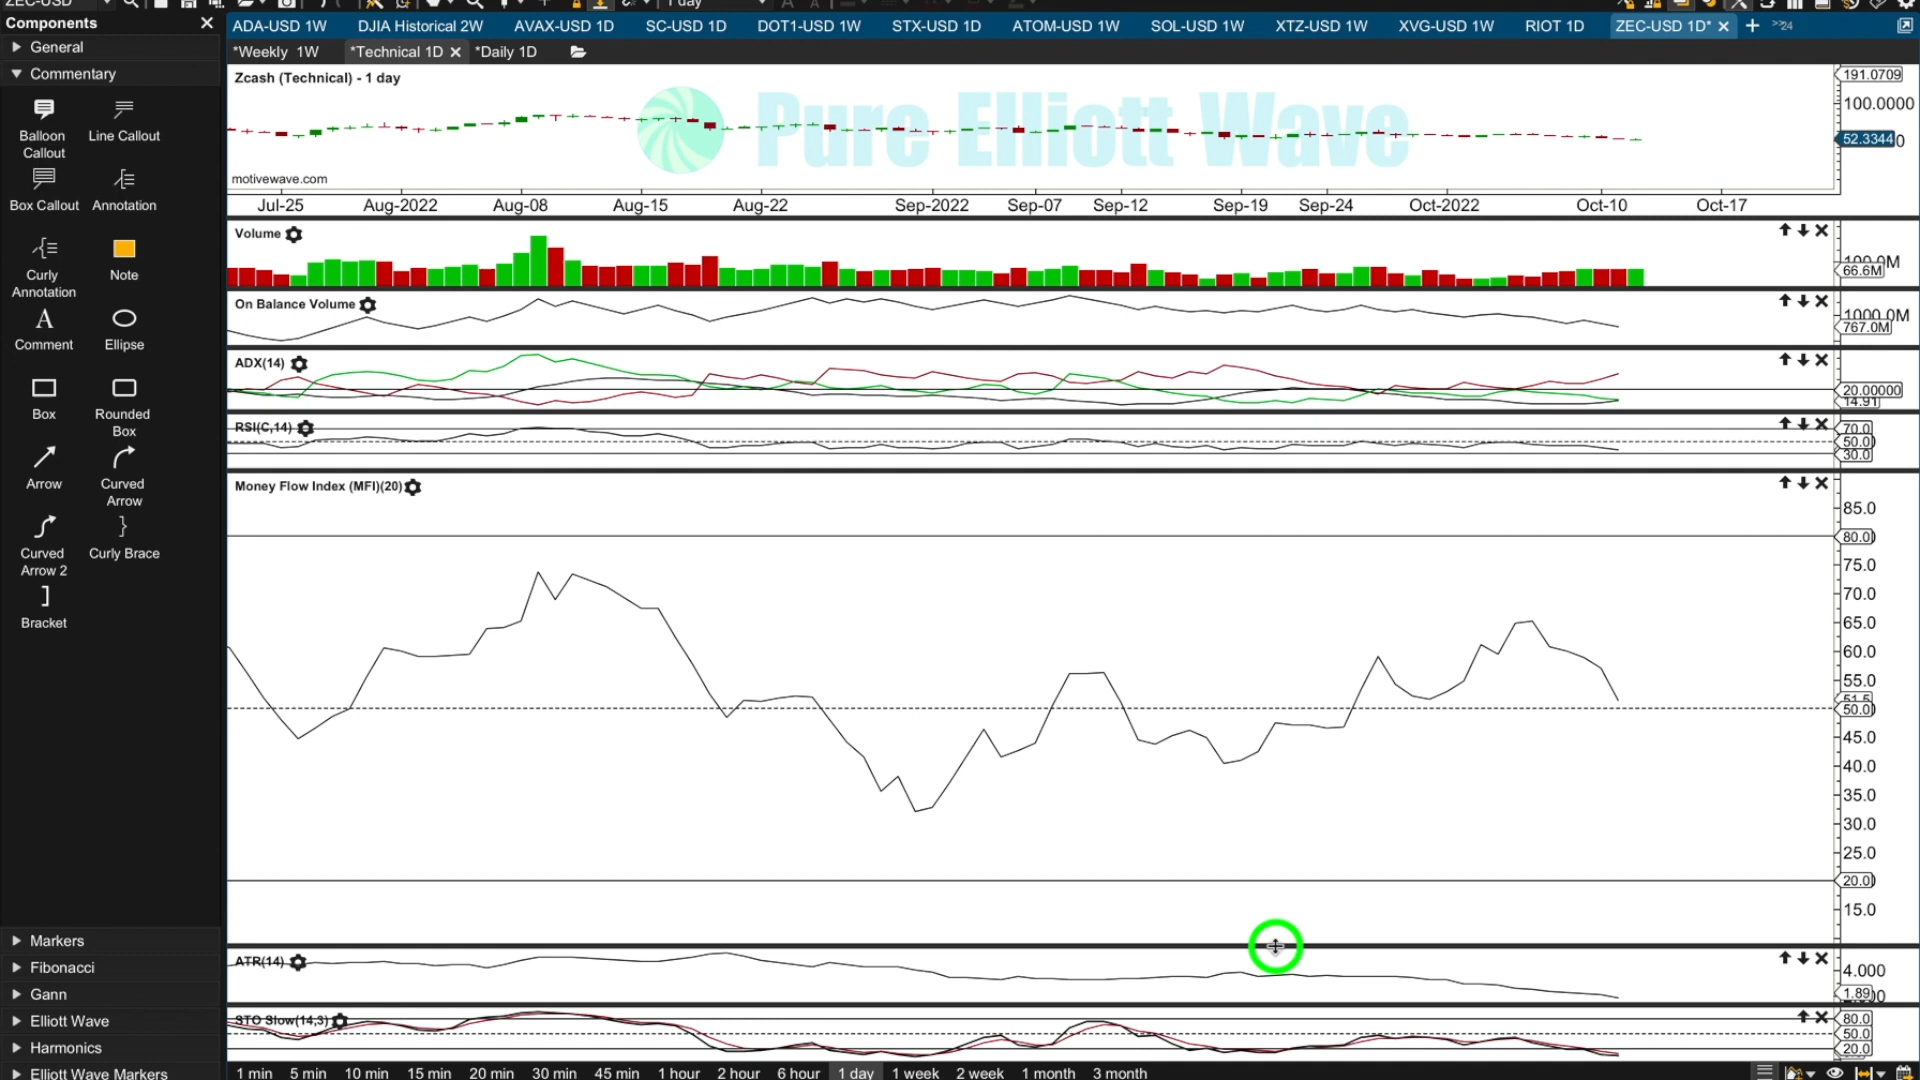 ZEC-USD
1 day
Components
General
Commentary
Balloon Callout
Line Callout
Box Callout
Annotation
Curly Annotation
Note
Comment
Ellipse
Box
Rounded Box
Arrow
Curved Arrow
Curved Arrow 2
Curly Brace
Bracket
Markers
Fibonacci
Gann
Elliott Wave
Harmonics
Elliott Wave Markers
ADA-USD 1W
DJIA Historical 2W
AVAX-USD 1D
SC-USD 1D
DOT1-USD 1W
STX-USD 1D
ATOM-USD 1W
SOL-USD 1W
XTZ-USD 1W
XVG-USD 1W
RIOT 1D
ZEC-USD 1D*
24
*Weekly 1W
*Technical 1D
*Daily 1D
Zcash (Technical) - 1 day
Pure Elliott Wave
191.0709
100.0000
52.3344
motivewave.com
Jul-25
Aug-2022
Aug-08
Aug-15
Aug-22
Sep-2022
Sep-07
Sep-12
Sep-19
Sep-24
Oct-2022
Oct-10
Oct-17
Volume
100.0M
66.6M
On Balance Volume
1000.0M
767.0M
ADX(14)
20.00000
14.91
RSI(C,14)
70.0
50.0
30.0
Money Flow Index (MFI)(20)
85.0
80.0
75.0
70.0
65.0
60.0
55.0
51.5
50.0
45.0
40.0
35.0
30.0
25.0
20.0
15.0
ATR(14)
4.000
1.89
STO Slow(14,3)
80.0
50.0
20.0
1 min
5 min
10 min
15 min
20 min
30 min
45 min
1 hour
2 hour
6 hour
1 day
1 week
2 week
1 month
3 month